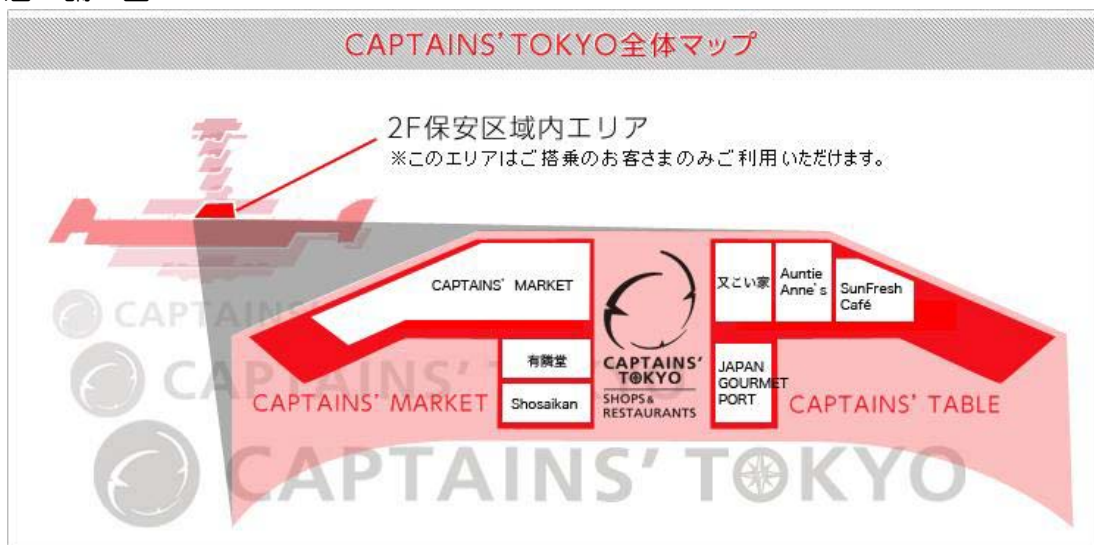 CAPTAINS' TOKYO全体マップ
2F保安区域内エリア
※このエリアはご搭乗のお客さまのみご利用いただけます。
CAPTAINS' MARKET
又こい家
Auntie
Anne's
SunFresh
Café
有隣堂
Shosaikan
CAPTAINS'
TOKYO
SHOPS &
RESTAURANTS
JAPAN
GOURMET
PORT
CAPTAINS' MARKET
CAPTAINS' TABLE
CAPTAINS' TOKYO
CAPTAINS' TOKYO